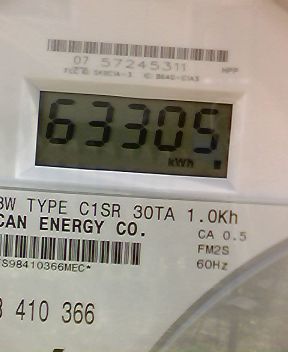 07 57245311
63305
kWh
3W TYPE C1SR 30TA 1.0Kh
CAN ENERGY CO.
CA 0.5
FM2S
S98410366MEC*
60Hz
410 366